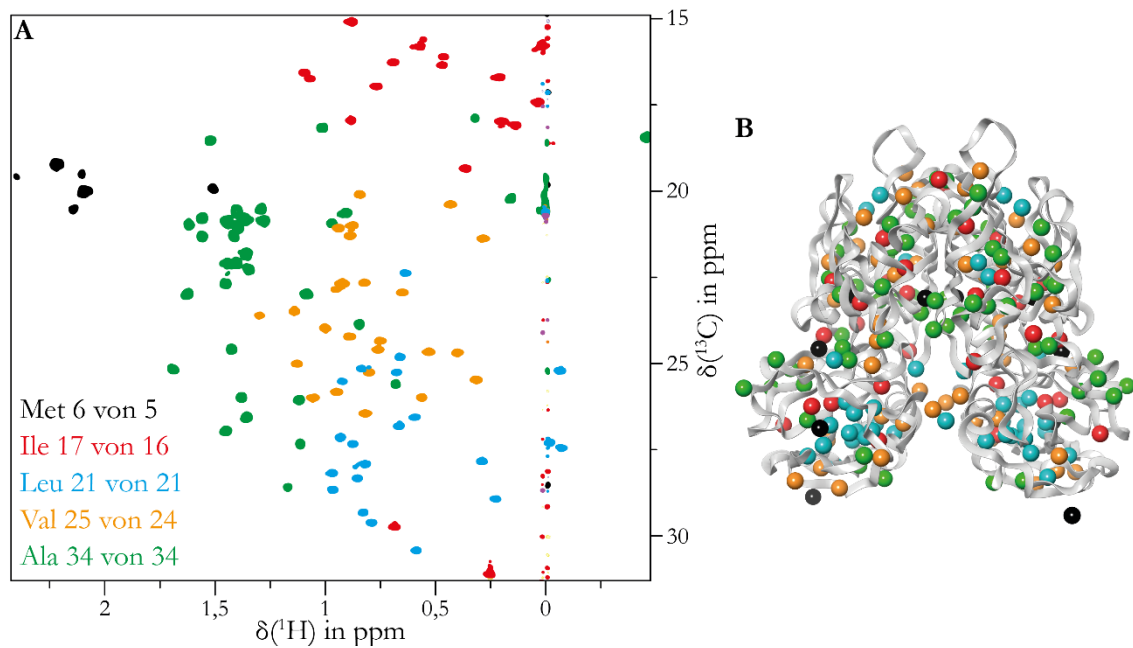 A
B
15
20
25
30
δ(¹³C) in ppm
Met 6 von 5
Ile 17 von 16
Leu 21 von 21
Val 25 von 24
Ala 34 von 34
2
1,5
1
0,5
0
δ(¹H) in ppm